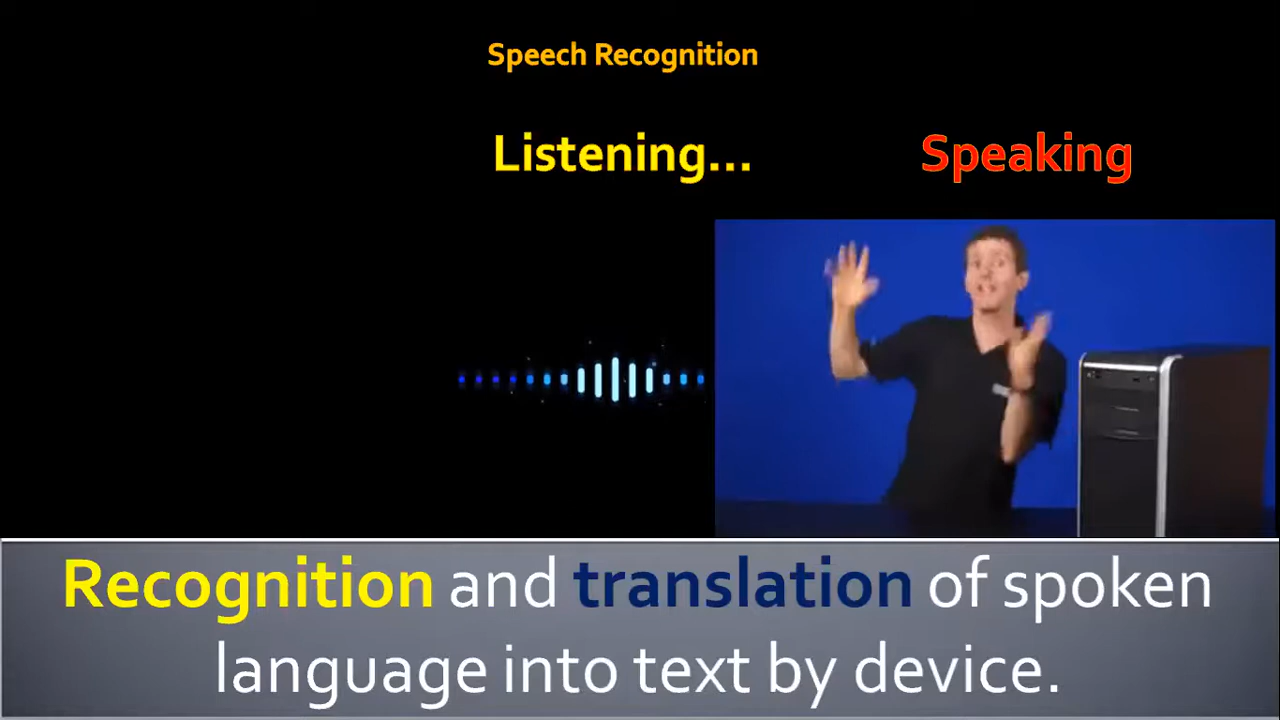 Speech Recognition
Listening... Speaking
Recognition and translation of spoken
language into text by device.